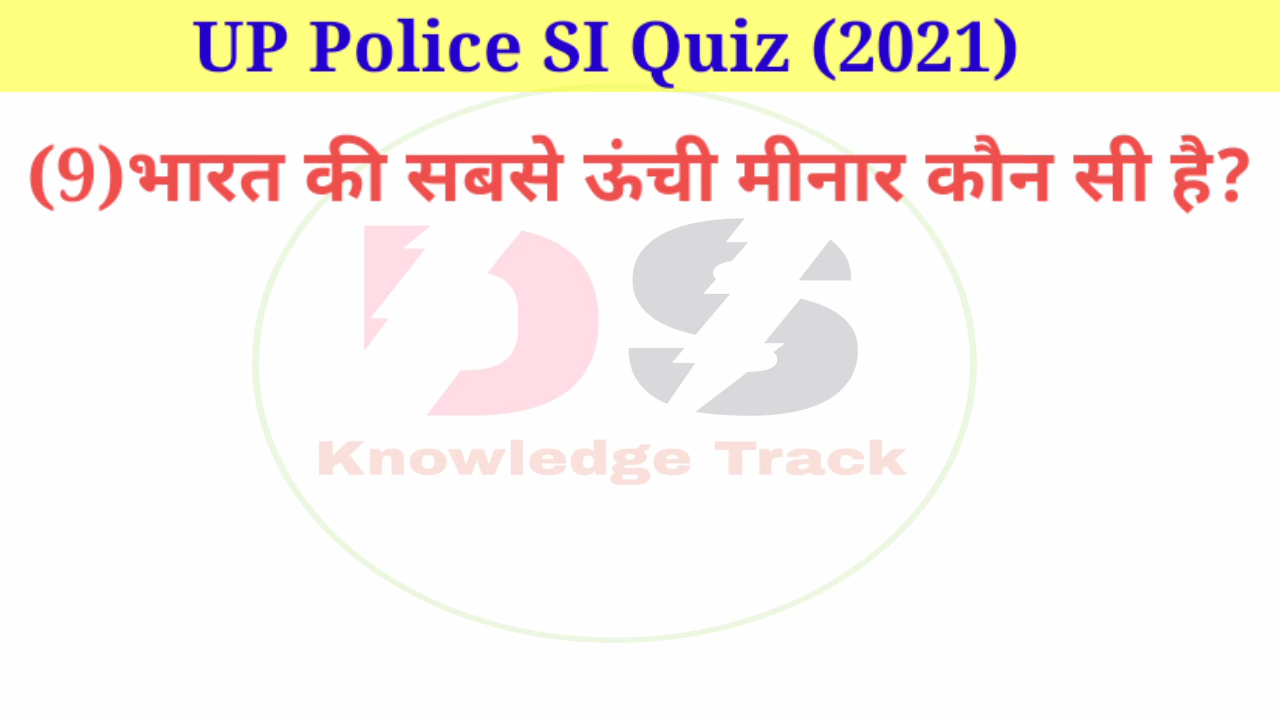 UP Police SI Quiz (2021)
(9)भारत की सबसे ऊंची मीनार कौन सी है?
DS
Knowledge Track